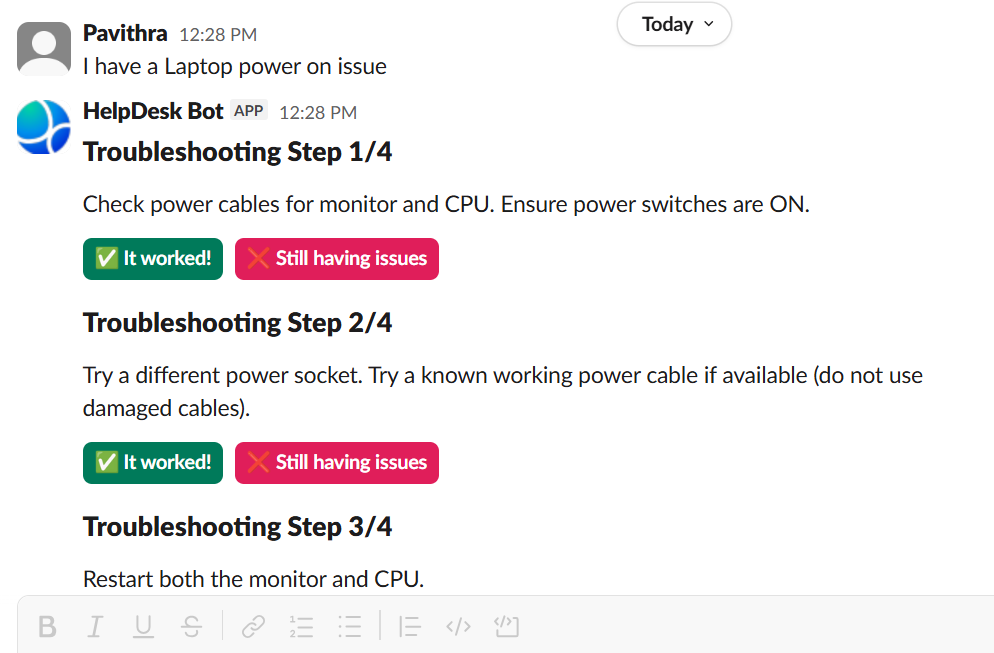 Today
Pavithra 12:28 PM
I have a Laptop power on issue
HelpDesk Bot APP 12:28 PM
Troubleshooting Step 1/4
Check power cables for monitor and CPU. Ensure power switches are ON.
✅ It worked! ❌ Still having issues
Troubleshooting Step 2/4
Try a different power socket. Try a known working power cable if available (do not use
damaged cables).
✅ It worked! ❌ Still having issues
Troubleshooting Step 3/4
Restart both the monitor and CPU.